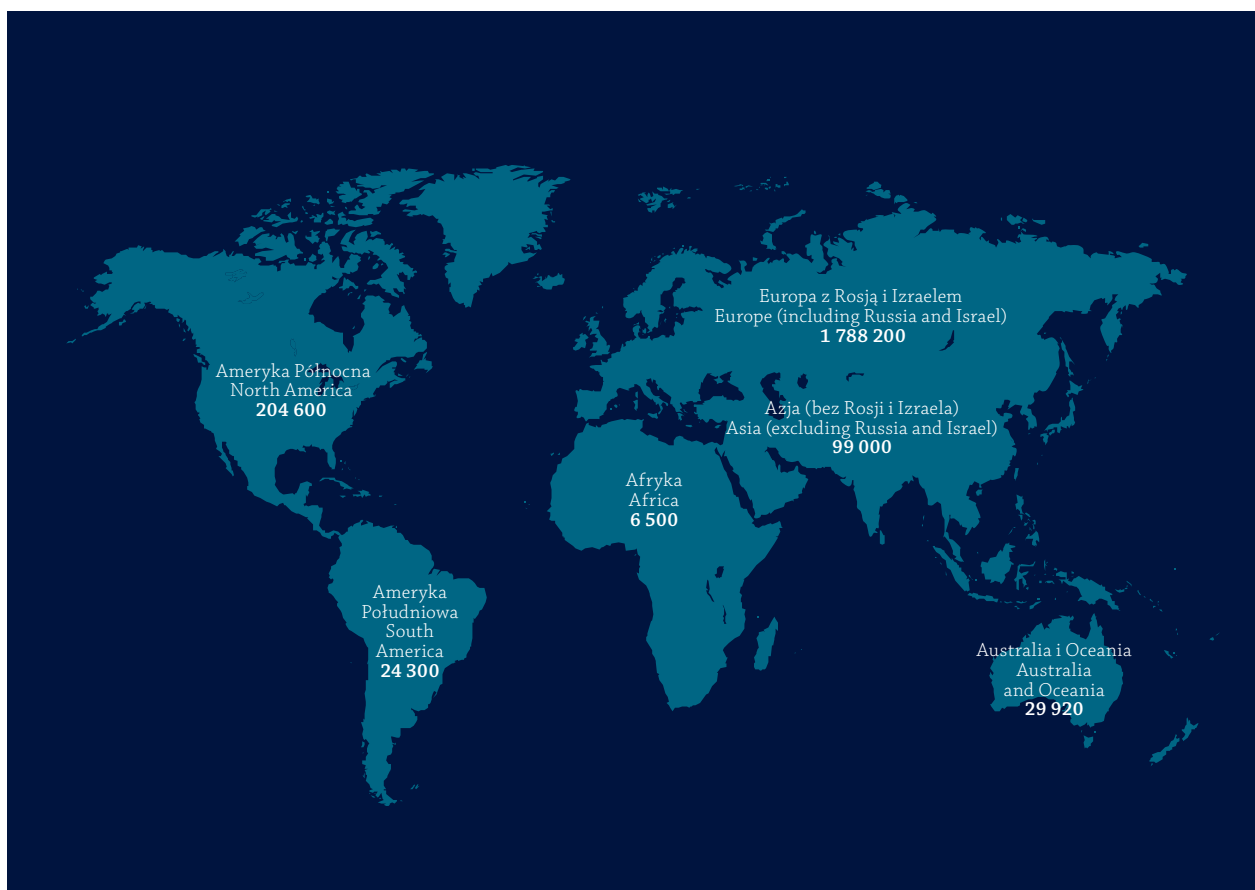 Europa z Rosją i Izraelem
Europe (including Russia and Israel)
1 788 200
Ameryka Północna
North America
204 600
Azja (bez Rosji i Izraela)
Asia (excluding Russia and Israel)
99 000
Afryka
Africa
6 500
Ameryka
Południowa
South
America
24 300
Australia i Oceania
Australia
and Oceania
29 920